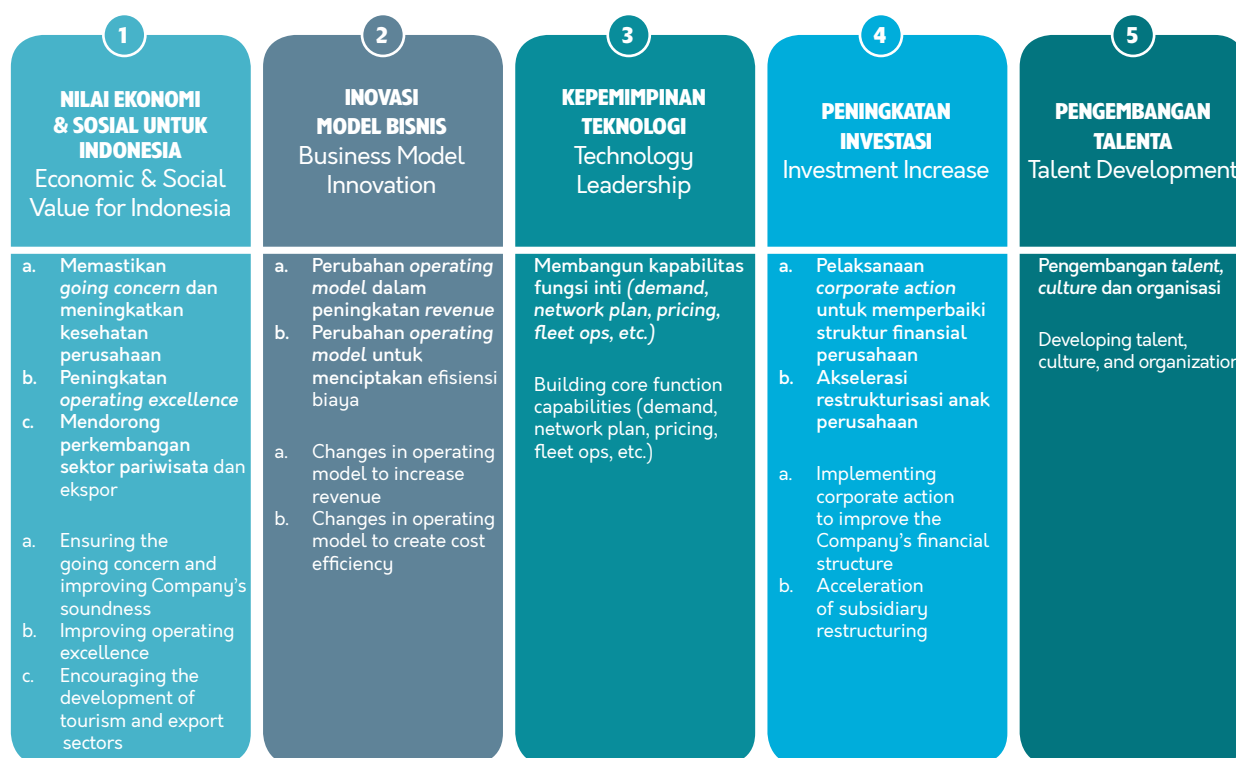 1
NILAI EKONOMI
& SOSIAL UNTUK
INDONESIA
Economic & Social
Value for Indonesia
a. Memastikan
going concern dan
meningkatkan
kesehatan
perusahaan
b. Peningkatan
operating excellence
c. Mendorong
perkembangan
sektor pariwisata dan
ekspor
a. Ensuring the
going concern and
improving Company's
soundness
b. Improving operating
excellence
c. Encouraging the
development of
tourism and export
sectors
2
INOVASI
MODEL BISNIS
Business Model
Innovation
a. Perubahan operating
model dalam
peningkatan revenue
b. Perubahan operating
model untuk
menciptakan efisiensi
biaya
a. Changes in operating
model to increase
revenue
b. Changes in operating
model to create cost
efficiency
3
KEPEMIMPINAN
TEKNOLOGI
Technology
Leadership
Membangun kapabilitas
fungsi inti (demand,
network plan, pricing,
fleet ops, etc.)
Building core function
capabilities (demand,
network plan, pricing,
fleet ops, etc.)
4
PENINGKATAN
INVESTASI
Investment Increase
a. Pelaksanaan
corporate action
untuk memperbaiki
struktur finansial
perusahaan
b. Akselerasi
restrukturisasi anak
perusahaan
a. Implementing
corporate action
to improve the
Company's financial
structure
b. Acceleration
of subsidiary
restructuring
5
PENGEMBANGAN
TALENTA
Talent Development
Pengembangan talent,
culture dan organisasi
Developing talent,
culture, and organization